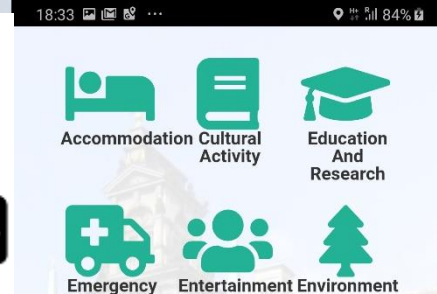 18:33 ... H+ R 84%
Accommodation Cultural Activity Education And Research
Emergency Entertainment Environment